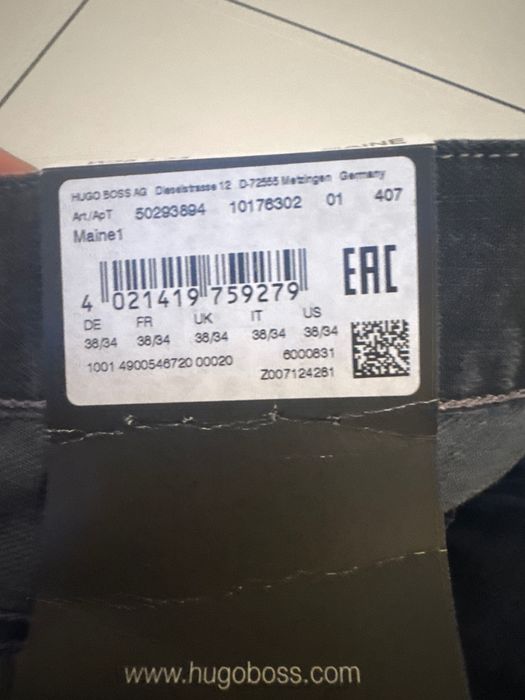 MAINE
HUGO BOSS AG Dieselstrasse 12 D-72555 Metzingen Germany
Art./ApT 50293894 10176302 01 407
Maine1
EAC
4 021419 759279
DE FR UK IT US
38/34 38/34 38/34 38/34 38/34
1001 4900546720 00020 6000831
Z007124281
www.hugoboss.com